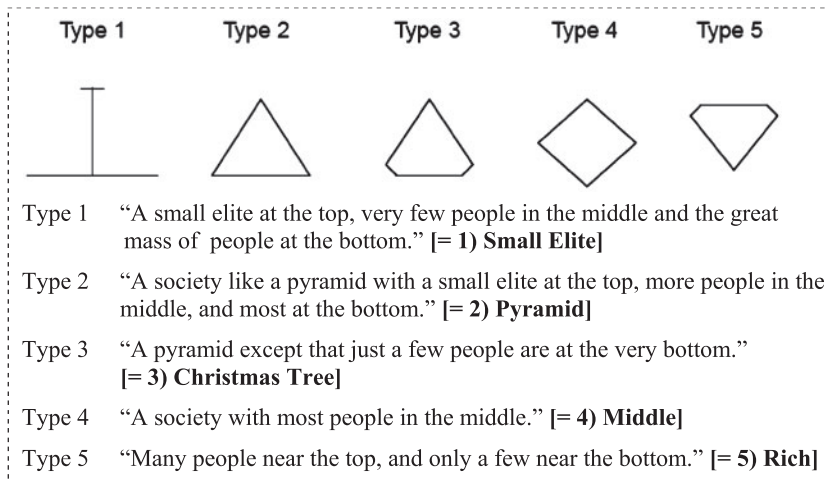 Type 1 Type 2 Type 3 Type 4 Type 5
Type 1 “A small elite at the top, very few people in the middle and the great
mass of people at the bottom.” [= 1) Small Elite]
Type 2 “A society like a pyramid with a small elite at the top, more people in the
middle, and most at the bottom.” [= 2) Pyramid]
Type 3 “A pyramid except that just a few people are at the very bottom.”
[= 3) Christmas Tree]
Type 4 “A society with most people in the middle.” [= 4) Middle]
Type 5 “Many people near the top, and only a few near the bottom.” [= 5) Rich]